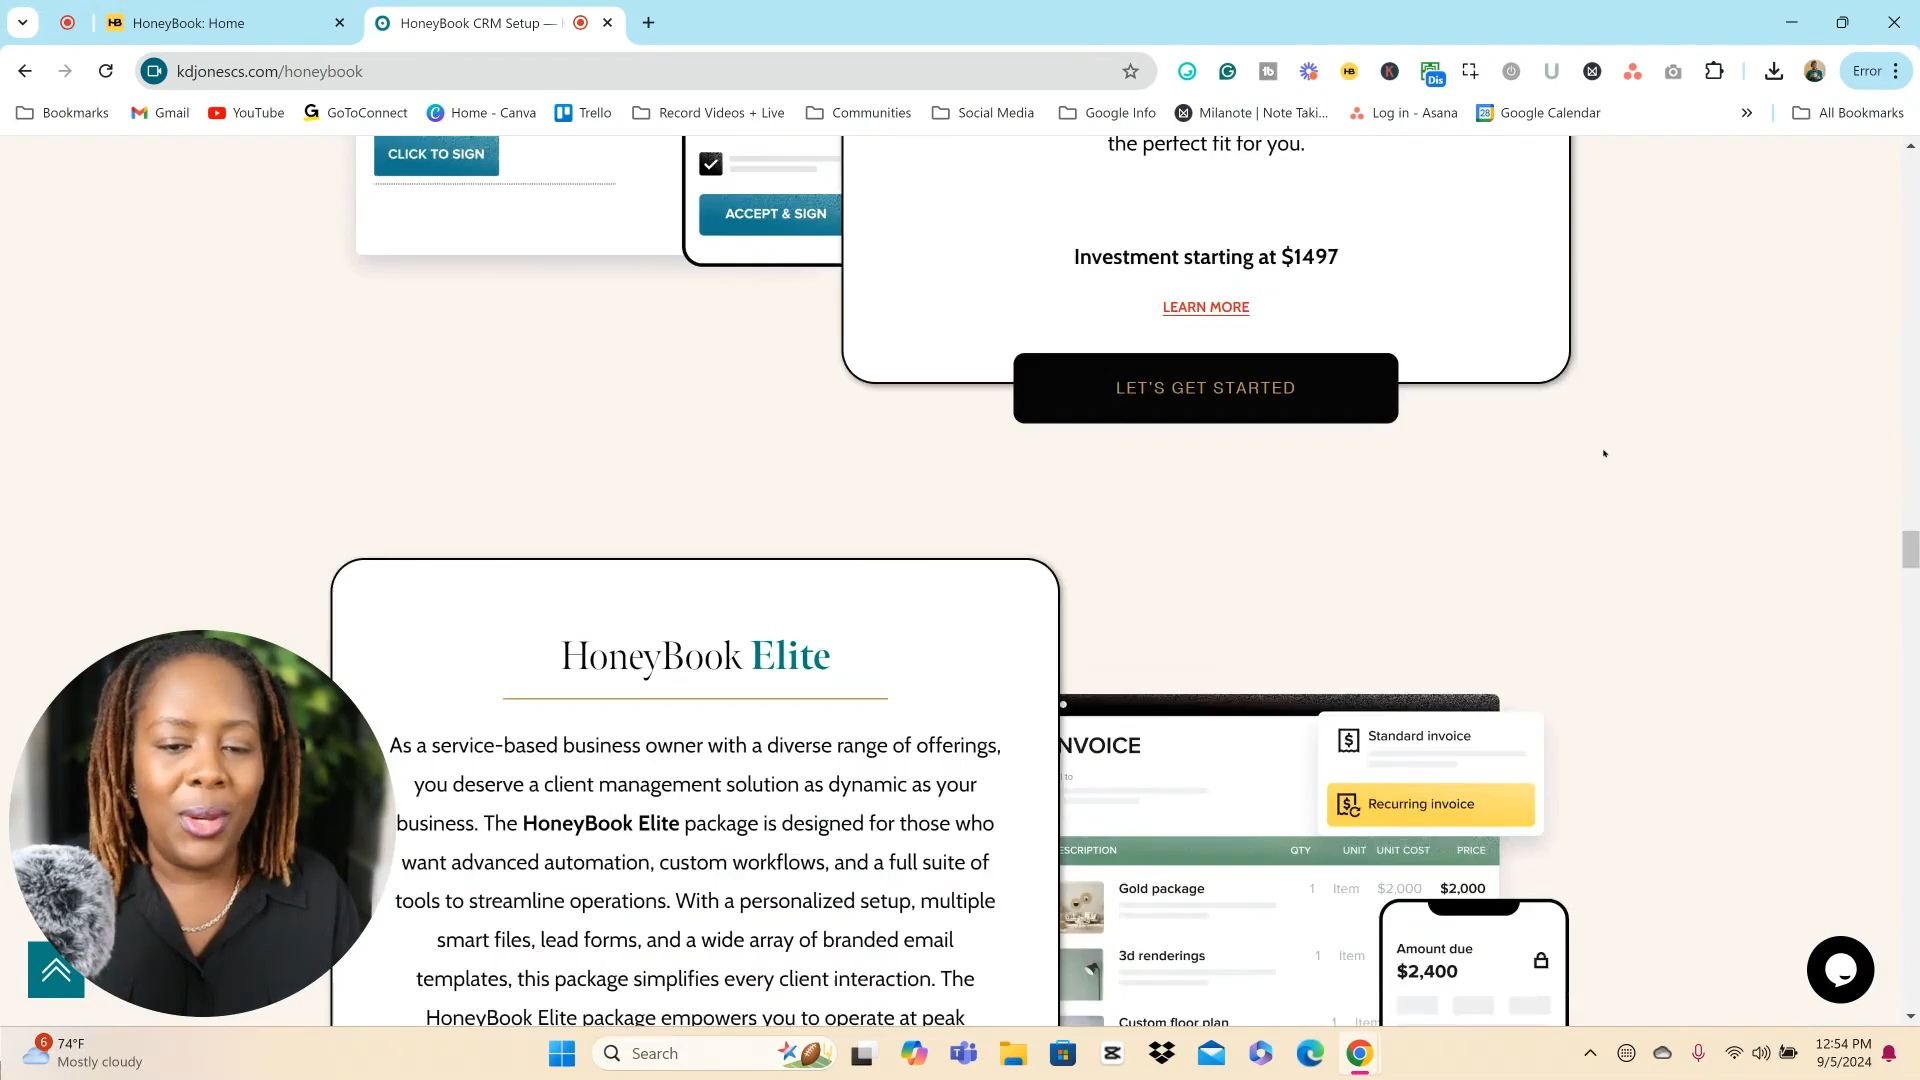 HoneyBook: Home
HoneyBook CRM Setup —
kdjonescs.com/honeybook
Error
Bookmarks
Gmail
YouTube
GoToConnect
Home - Canva
Trello
Record Videos + Live
Communities
Social Media
Google Info
Milanote | Note Taki...
Log in - Asana
Google Calendar
All Bookmarks
CLICK TO SIGN
ACCEPT & SIGN
the perfect fit for you.
Investment starting at $1497
LEARN MORE
LET'S GET STARTED
HoneyBook Elite
As a service-based business owner with a diverse range of offerings,
you deserve a client management solution as dynamic as your
business. The HoneyBook Elite package is designed for those who
want advanced automation, custom workflows, and a full suite of
tools to streamline operations. With a personalized setup, multiple
smart files, lead forms, and a wide array of branded email
templates, this package simplifies every client interaction. The
HoneyBook Elite package empowers you to operate at peak
NVOICE
Standard invoice
Recurring invoice
ESCRIPTION QTY UNIT UNIT COST PRICE
Gold package 1 Item $2,000 $2,000
3d renderings 1 Item
Custom floor plan 1 Item
Amount due
$2,400
6
74°F
Mostly cloudy
Search
12:54 PM
9/5/2024